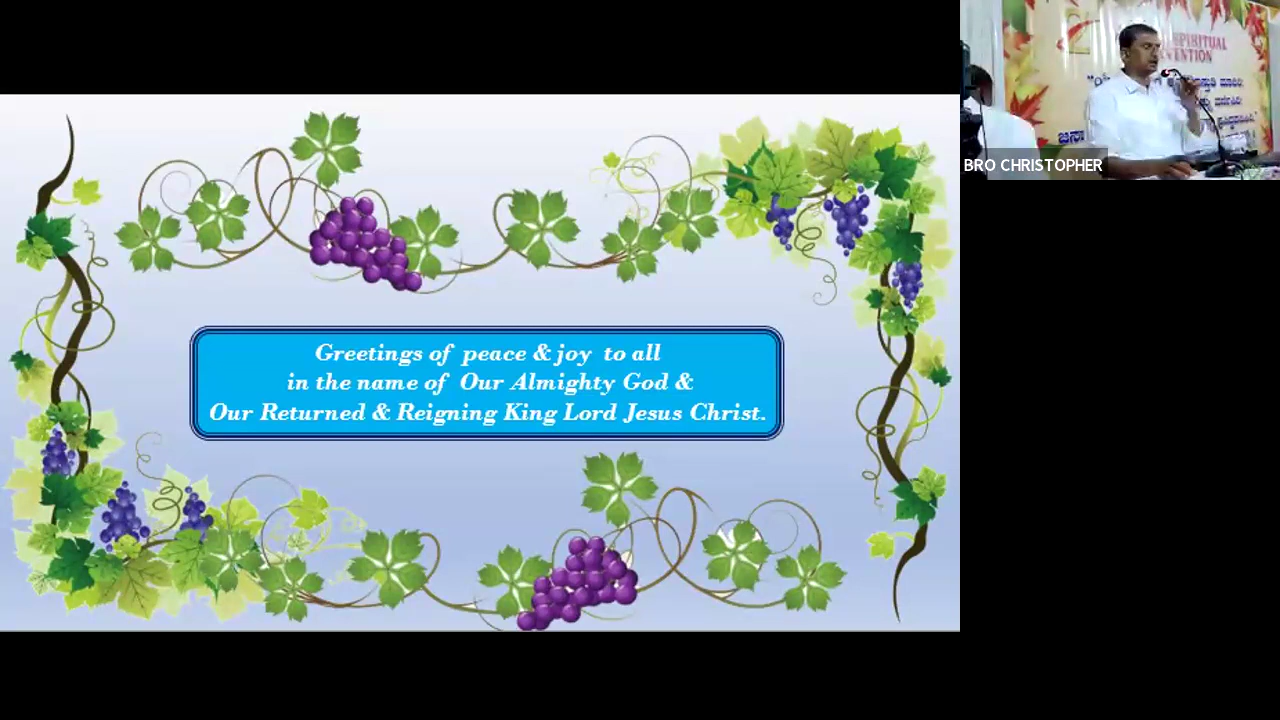 Greetings of peace & joy to all
in the name of Our Almighty God &
Our Returned & Reigning King Lord Jesus Christ.
SPIRITUAL
BRO CHRISTOPHER